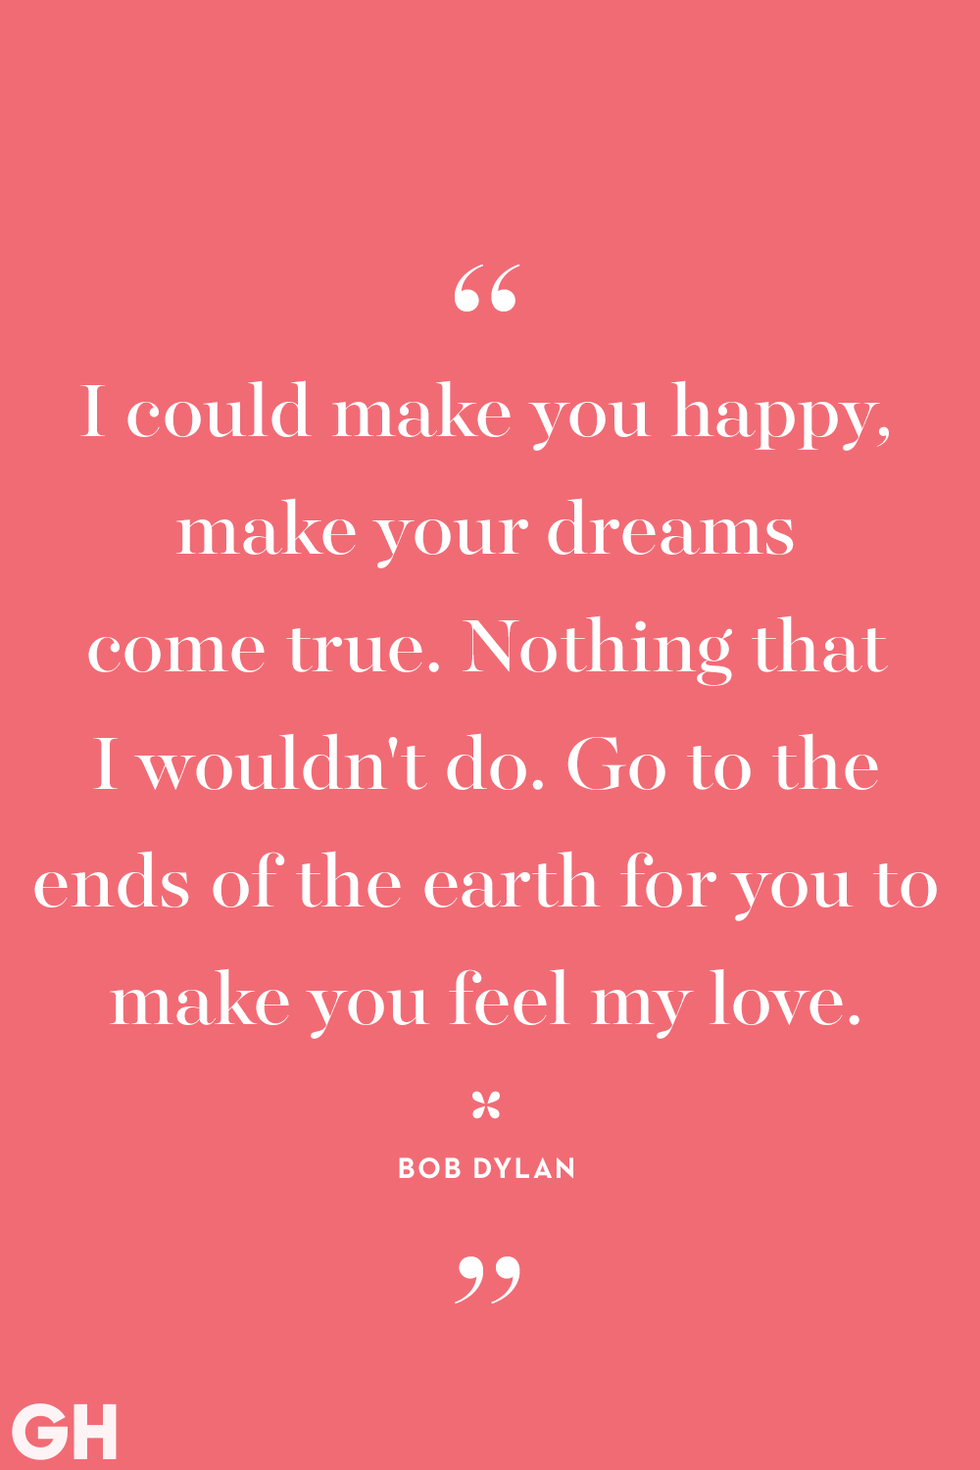 “
I could make you happy,
make your dreams
come true. Nothing that
I wouldn't do. Go to the
ends of the earth for you to
make you feel my love.
BOB DYLAN
”
GH